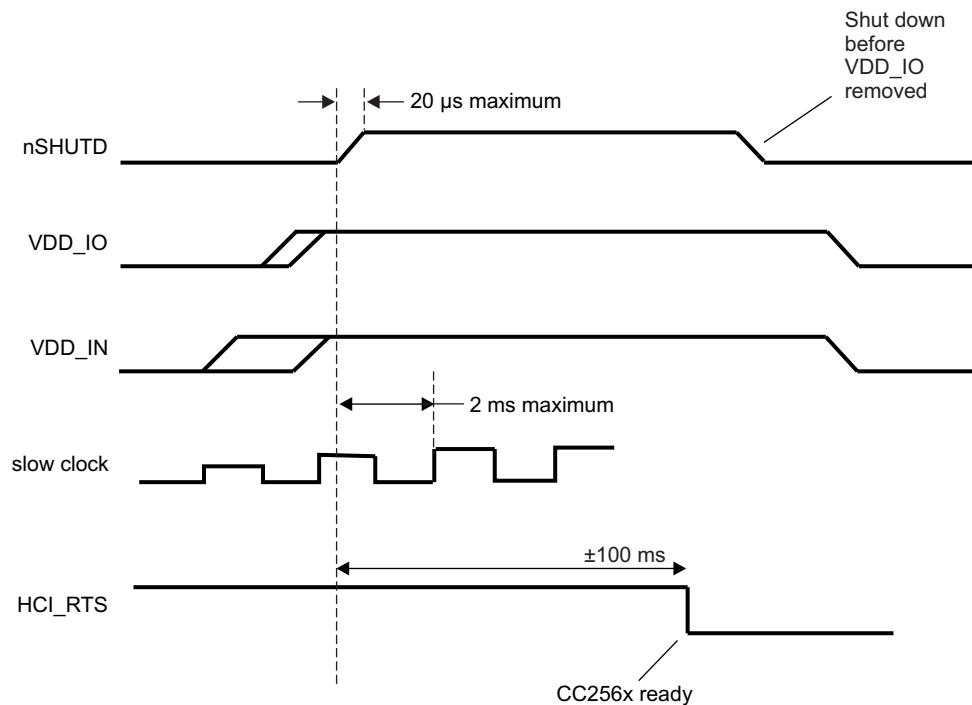 Shut down
before
VDD_IO
removed
20 µs maximum
nSHUTD
VDD_IO
VDD_IN
2 ms maximum
slow clock
±100 ms
HCI_RTS
CC256x ready